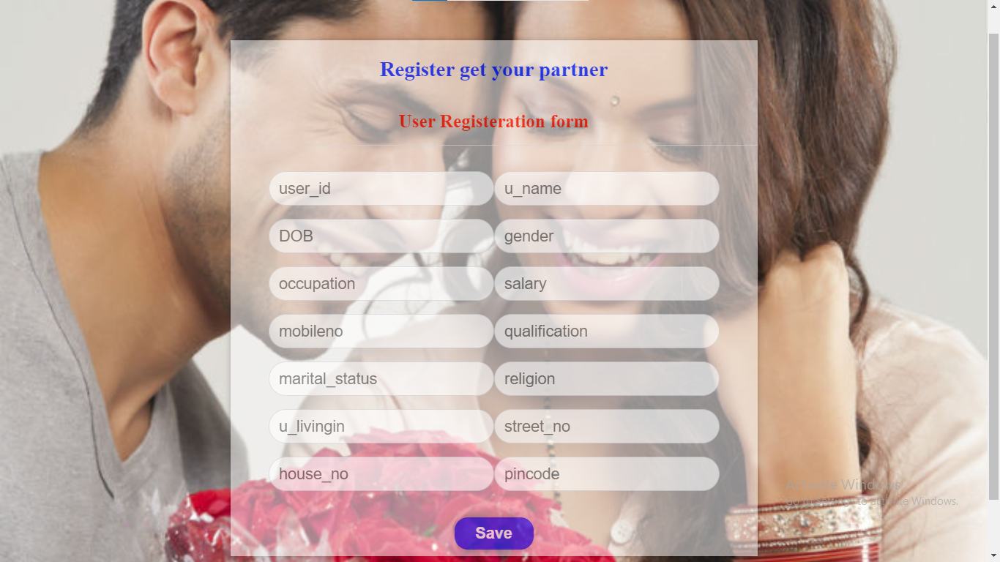 Register get your partner
User Registeration form
user_id u_name
DOB gender
occupation salary
mobileno qualification
marital_status religion
u_livingin street_no
house_no pincode
Activate Windows
Go to Settings to activate Windows.
Save